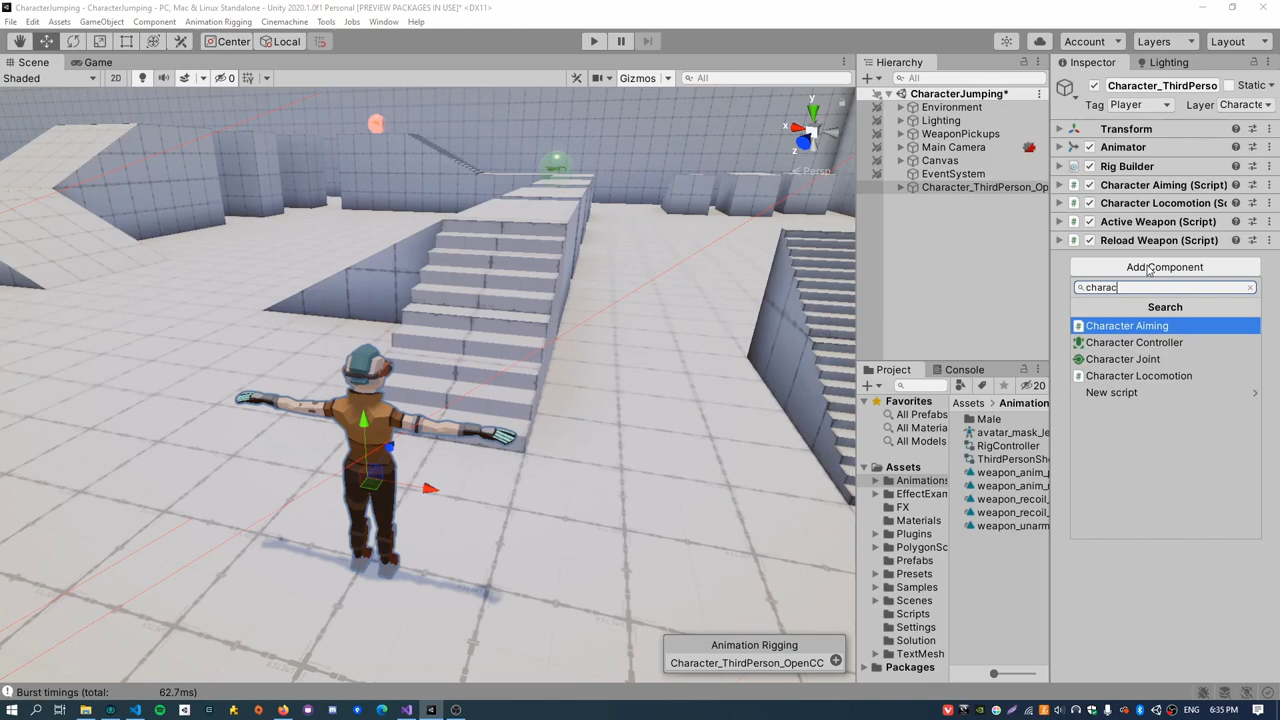 CharacterJumping - CharacterJumping - PC, Mac & Linux Standalone - Unity 2020.1.0f1 Personal [PREVIEW PACKAGES IN USE]* <DX11>
File Edit Assets GameObject Component Animation Rigging Cinemachine Tools Jobs Window Help
Center Local Account Layers Layout
Scene Game
Shaded 2D 0 Gizmos All
y
x
z
Persp
Animation Rigging
Character_ThirdPerson_OpenCC
Hierarchy
All
CharacterJumping*
Environment
Lighting
WeaponPickups
Main Camera
Canvas
EventSystem
Character_ThirdPerson_Op
Project Console
20
Favorites
All Prefabs
All Materia
All Models
Assets
Animations
EffectExam
FX
Materials
Plugins
PolygonSc
Prefabs
Presets
Samples
Scenes
Scripts
Settings
Solution
TextMesh
Packages
Assets > Animation
Male
avatar_mask_le
RigController
ThirdPersonSh
weapon_anim_
weapon_anim_
weapon_recoil_
weapon_recoil_
weapon_unarm
Inspector Lighting
Character_ThirdPerso Static
Tag Player Layer Characte
Transform
Animator
Rig Builder
Character Aiming (Script)
Character Locomotion (Sc
Active Weapon (Script)
Reload Weapon (Script)
Add Component
charac
Search
Character Aiming
Character Controller
Character Joint
Character Locomotion
New script
Burst timings (total: 62.7ms)
ENG 6:35 PM